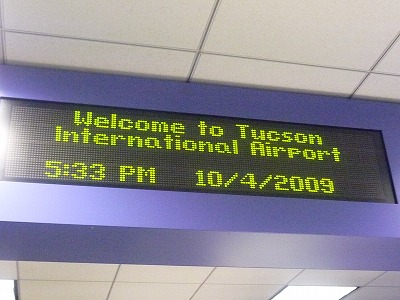 Welcome to Tucson
International Airport
5:33 PM 10/4/2009